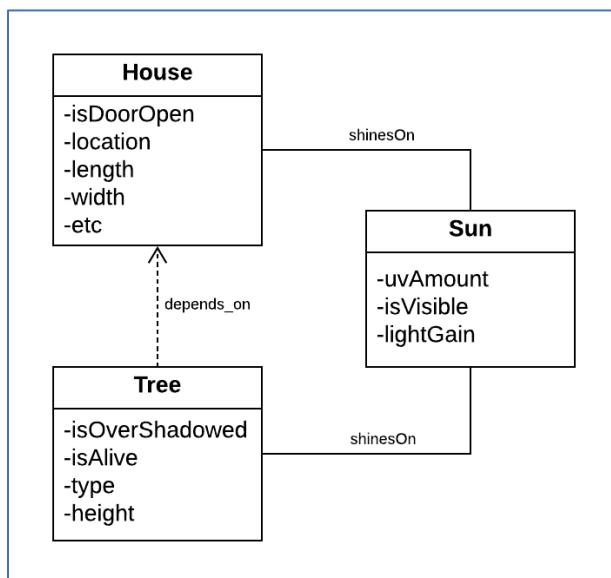 House
-isDoorOpen
-location
-length
-width
-etc
shinesOn
Sun
-uvAmount
-isVisible
-lightGain
depends_on
Tree
-isOverShadowed
-isAlive
-type
-height
shinesOn